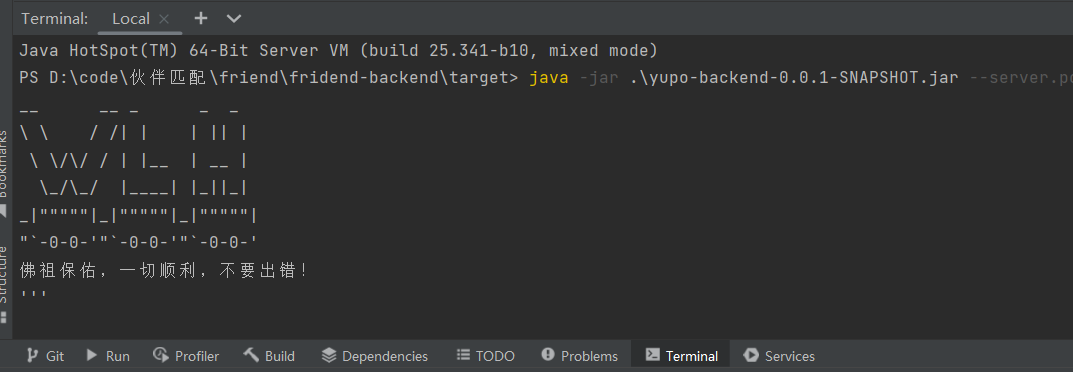 Terminal: Local
Java HotSpot(TM) 64-Bit Server VM (build 25.341-b10, mixed mode)
PS D:\code\伙伴匹配\friend\fridend-backend\target> java -jar .\yupo-backend-0.0.1-SNAPSHOT.jar --server.po
__      __ _      _  _
\ \    / /| |    | || |
 \ \/\/ / | |__  | __ |
  \_/\_/  |____| |_||_|
_|"""""|_|"""""|_|"""""|
"`-0-0-'"`-0-0-'"`-0-0-'
佛祖保佑，一切顺利，不要出错!
'''
Bookmarks
Structure
Git Run Profiler Build Dependencies TODO Problems Terminal Services